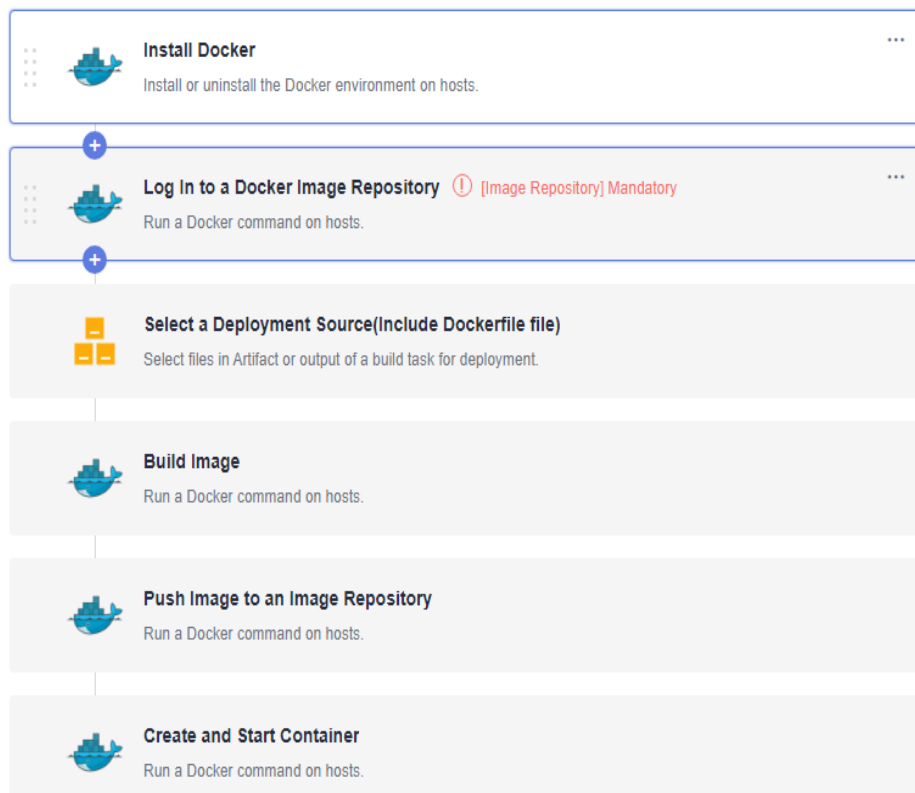 Install Docker
Install or uninstall the Docker environment on hosts.
Log In to a Docker Image Repository [Image Repository] Mandatory
Run a Docker command on hosts.
Select a Deployment Source(Include Dockerfile file)
Select files in Artifact or output of a build task for deployment.
Build Image
Run a Docker command on hosts.
Push Image to an Image Repository
Run a Docker command on hosts.
Create and Start Container
Run a Docker command on hosts.